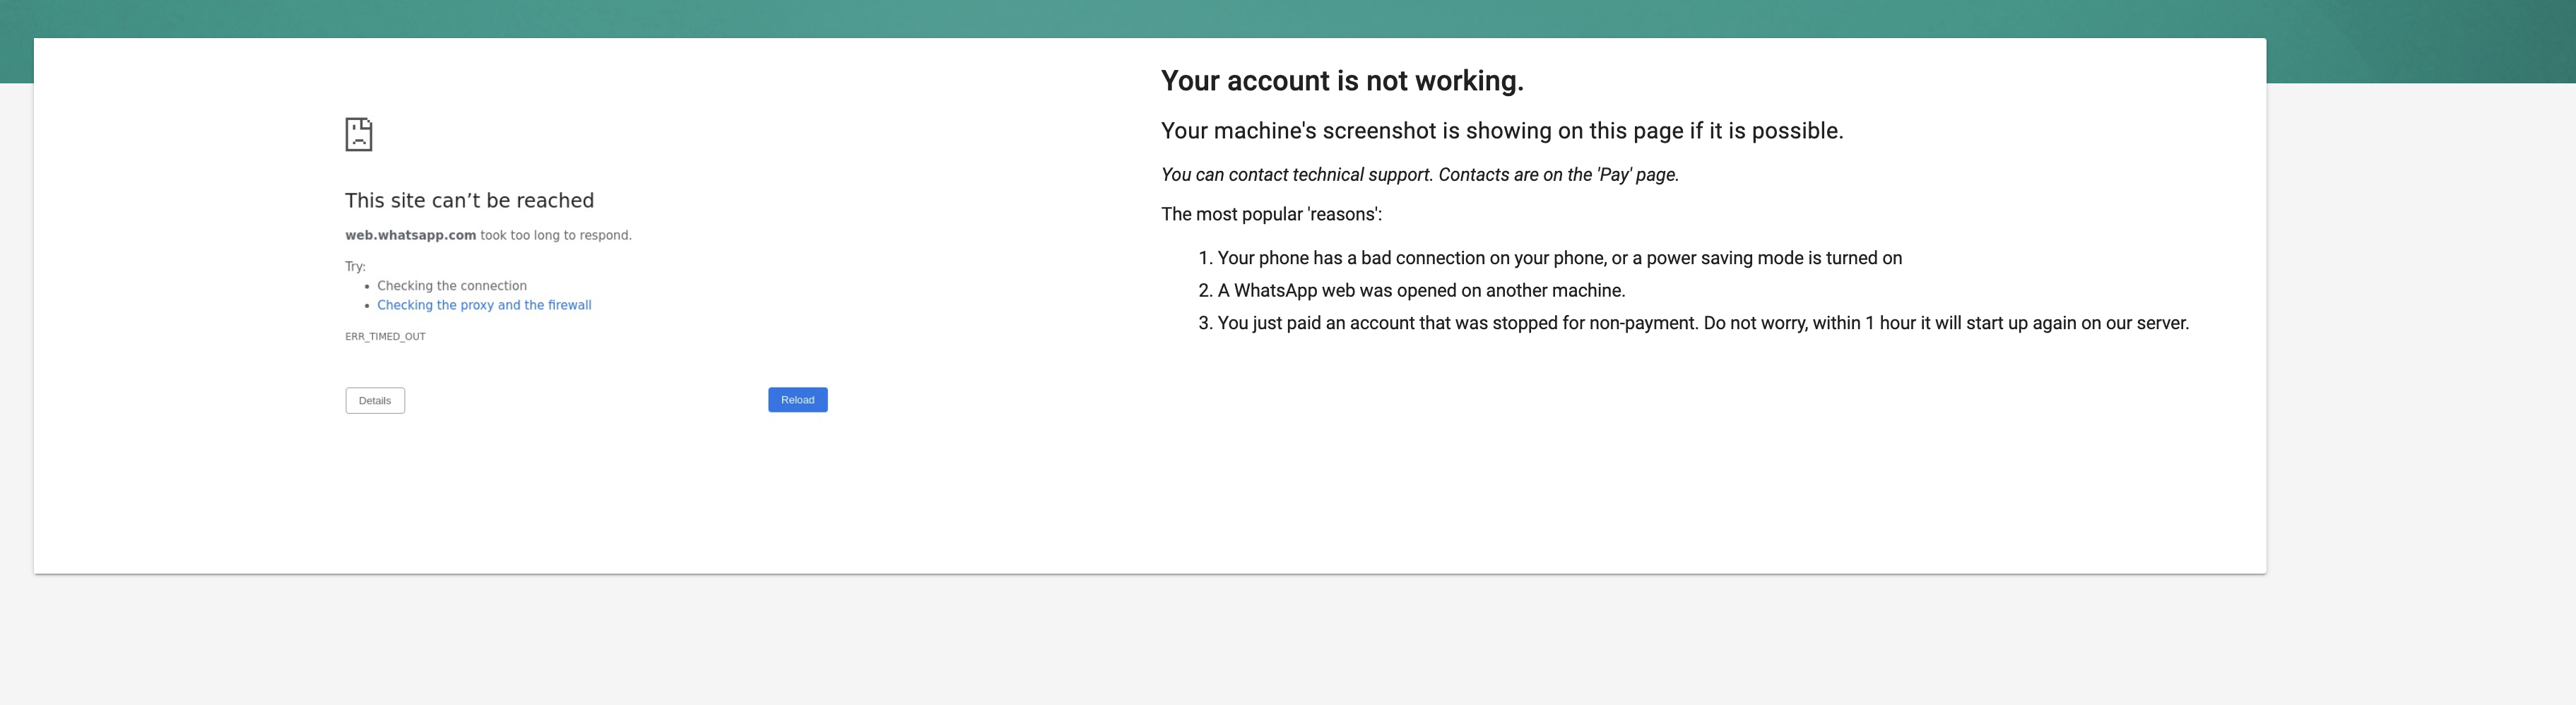 This site can’t be reached
web.whatsapp.com took too long to respond.
Try:
• Checking the connection
• Checking the proxy and the firewall
ERR_TIMED_OUT
Details
Reload
Your account is not working.
Your machine's screenshot is showing on this page if it is possible.
You can contact technical support. Contacts are on the 'Pay' page.
The most popular 'reasons':
1. Your phone has a bad connection on your phone, or a power saving mode is turned on
2. A WhatsApp web was opened on another machine.
3. You just paid an account that was stopped for non-payment. Do not worry, within 1 hour it will start up again on our server.